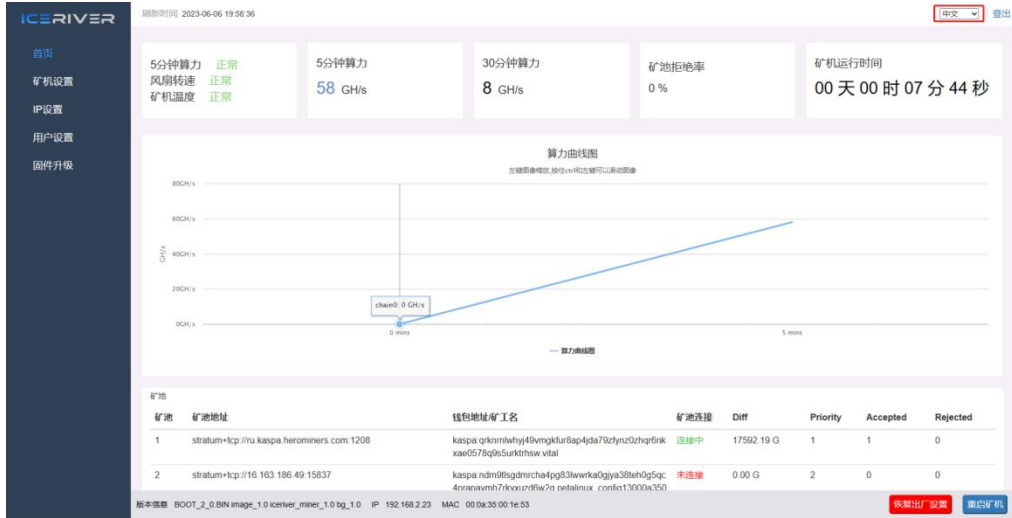 ICERIVER
刷新时间 2023-06-06 19:58:36
中文
登出
首页
矿机设置
IP设置
用户设置
固件升级
5分钟算力 正常
风扇转速 正常
矿机温度 正常
5分钟算力
58 GH/s
30分钟算力
8 GH/s
矿池拒绝率
0 %
矿机运行时间
00 天 00 时 07 分 44 秒
算力曲线图
左键图像缩放,按住ctrl和左键可以滑动图像
80GH/s
60GH/s
40GH/s
20GH/s
0GH/s
GH/s
chain0: 0 GH/s
0 mins
5 mins
算力曲线图
矿池
矿池 矿池地址 钱包地址/矿工名 矿池连接 Diff Priority Accepted Rejected
1 stratum+tcp://ru.kaspa.herominers.com:1208 kaspa:qrknrnlwhyj49vmgkfur8ap4jda79zfynz0zhqr6nk 连接中 17592.19 G 1 1 0
xae0578q9s5urktrhsw.vital
2 stratum+tcp://16.163.186.49:15837 kaspa:ndm9tlsgdmrcha4pg83lwwrka0gjya38teh0g5qc 未连接 0.00 G 2 0 0
4prapaymh7rkyxuzd6w2q.petalinux_config13000a350
版本信息 BOOT_2_0.BIN image_1.0 iceriver_miner_1.0 bg_1.0 IP 192.168.2.23 MAC 00:0a:35:00:1e:53
恢复出厂设置
重启矿机